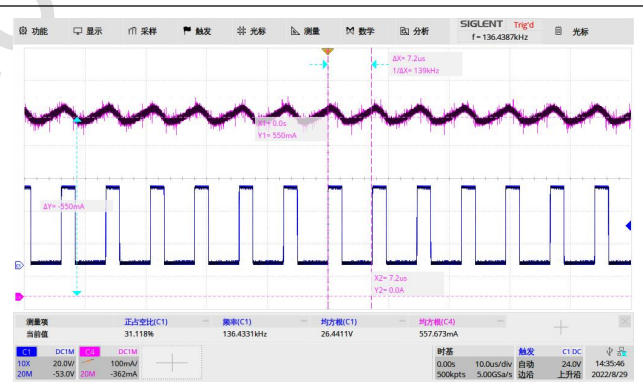 功能 显示 采样 触发 光标 测量 数学 分析 SIGLENT Trig'd 光标
f = 136.4387kHz
ΔX= 7.2us
1/ΔX= 139kHz
X1= 0.0s
Y1= 550mA
ΔY= -550mA
X2= 7.2us
Y2= 0.0A
测量项 正占空比(C1) 频率(C1) 均方根(C1) 均方根(C4)
当前值 31.118% 136.4331kHz 26.4411V 557.673mA
C1 DC1M C4 DC1M 时基 触发 C1 DC
10X 20.0V/ 100mV/ 0.00s 10.0us/div 自动 24.0V 14:35:46
20M -53.0V 20M -362mA 500kpts 5.00GSa/s 边沿 上升沿 2022/8/29